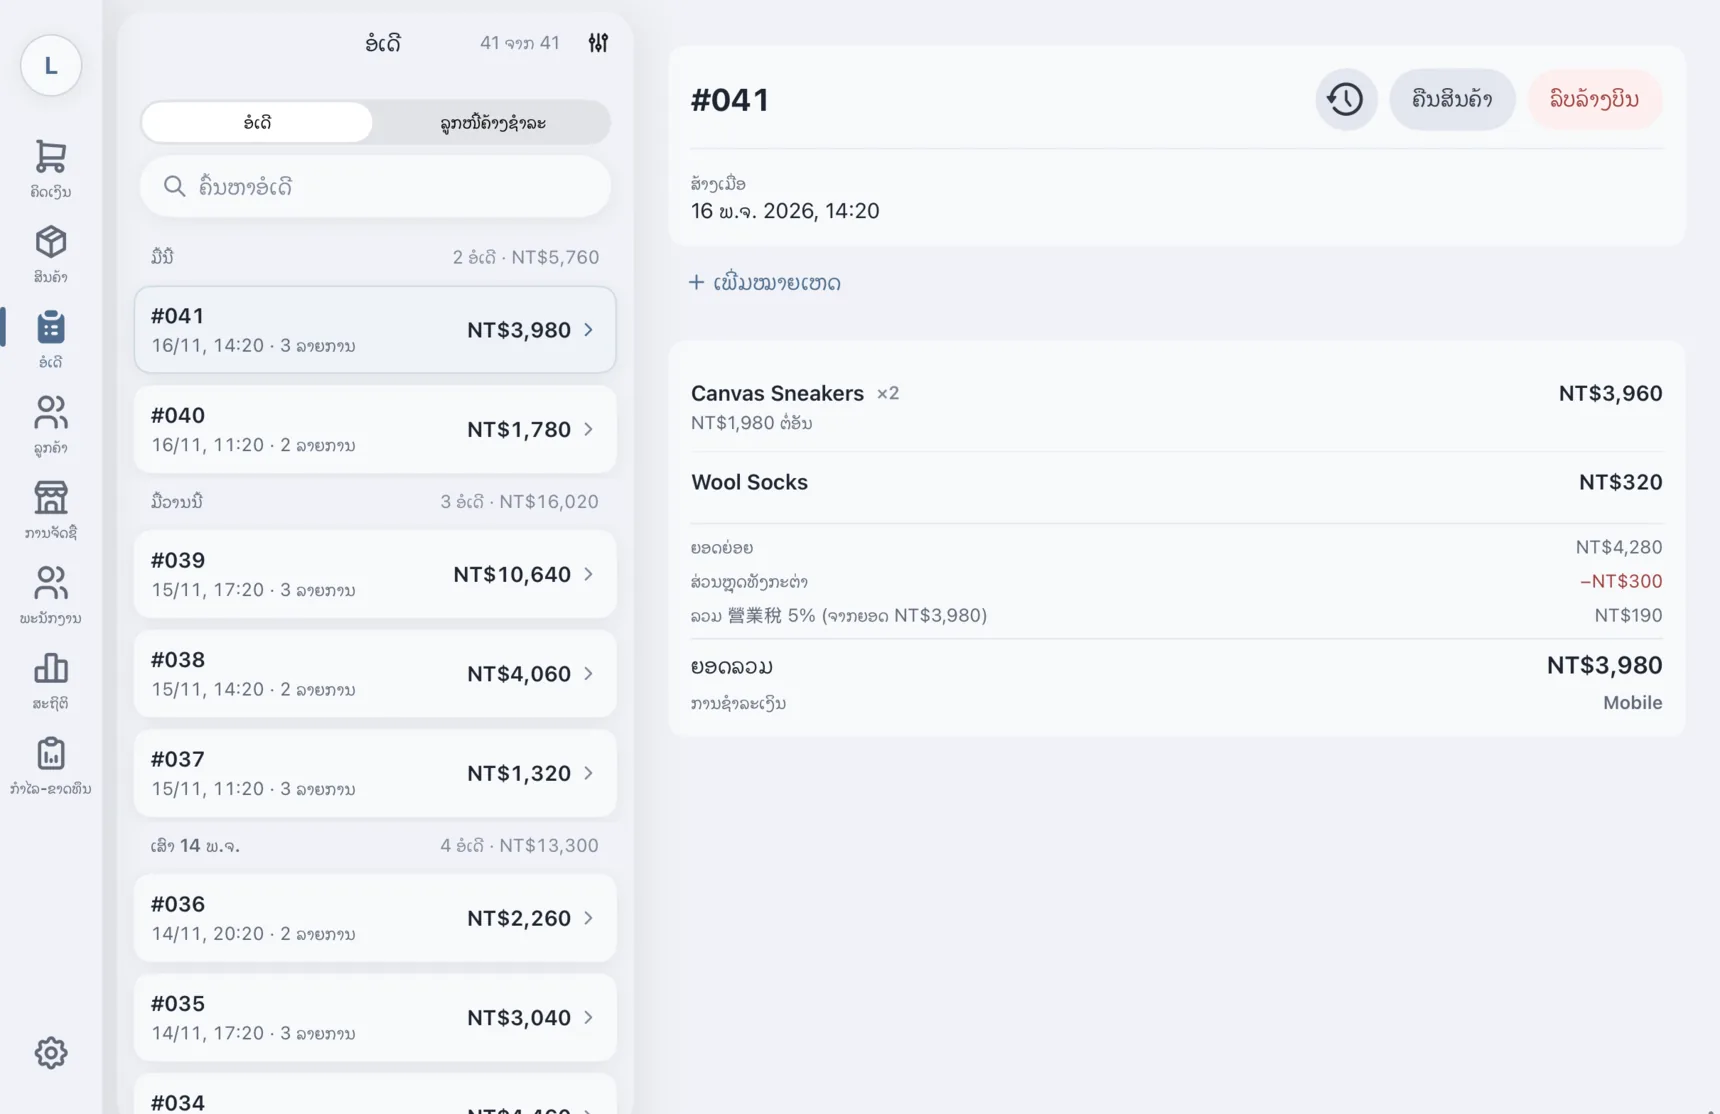 L
ຄິດເງິນ
ສິນຄ້າ
ອໍເດີ
ລູກຄ້າ
ການຈັດຊື້
ພະນັກງານ
ສະຖິຕິ
ກຳໄລ-ຂາດທຶນ
ອໍເດີ
41 ຈາກ 41
ອໍເດີ
ລູກໜີ້ຄ້າງຊຳລະ
ຄົ້ນຫາອໍເດີ
ມື້ນີ້
2 ອໍເດີ · NT$5,760
#041
16/11, 14:20 · 3 ລາຍການ
NT$3,980
#040
16/11, 11:20 · 2 ລາຍການ
NT$1,780
ມື້ວານນີ້
3 ອໍເດີ · NT$16,020
#039
15/11, 17:20 · 3 ລາຍການ
NT$10,640
#038
15/11, 14:20 · 2 ລາຍການ
NT$4,060
#037
15/11, 11:20 · 3 ລາຍການ
NT$1,320
ເສົາ 14 ພ.ຈ.
4 ອໍເດີ · NT$13,300
#036
14/11, 20:20 · 2 ລາຍການ
NT$2,260
#035
14/11, 17:20 · 3 ລາຍການ
NT$3,040
#034
#041
ຄືນສິນຄ້າ
ລຶບລ້າງບິນ
ສ້າງເມື່ອ
16 ພ.ຈ. 2026, 14:20
+ ເພີ່ມໝາຍເຫດ
Canvas Sneakers ×2
NT$3,960
NT$1,980 ຕໍ່ອັນ
Wool Socks
NT$320
ຍອດຍ່ອຍ
NT$4,280
ສ່ວນຫຼຸດທັງກະຕ່າ
−NT$300
ລວມ 營業稅 5% (ຈາກຍອດ NT$3,980)
NT$190
ຍອດລວມ
NT$3,980
ການຊຳລະເງິນ
Mobile